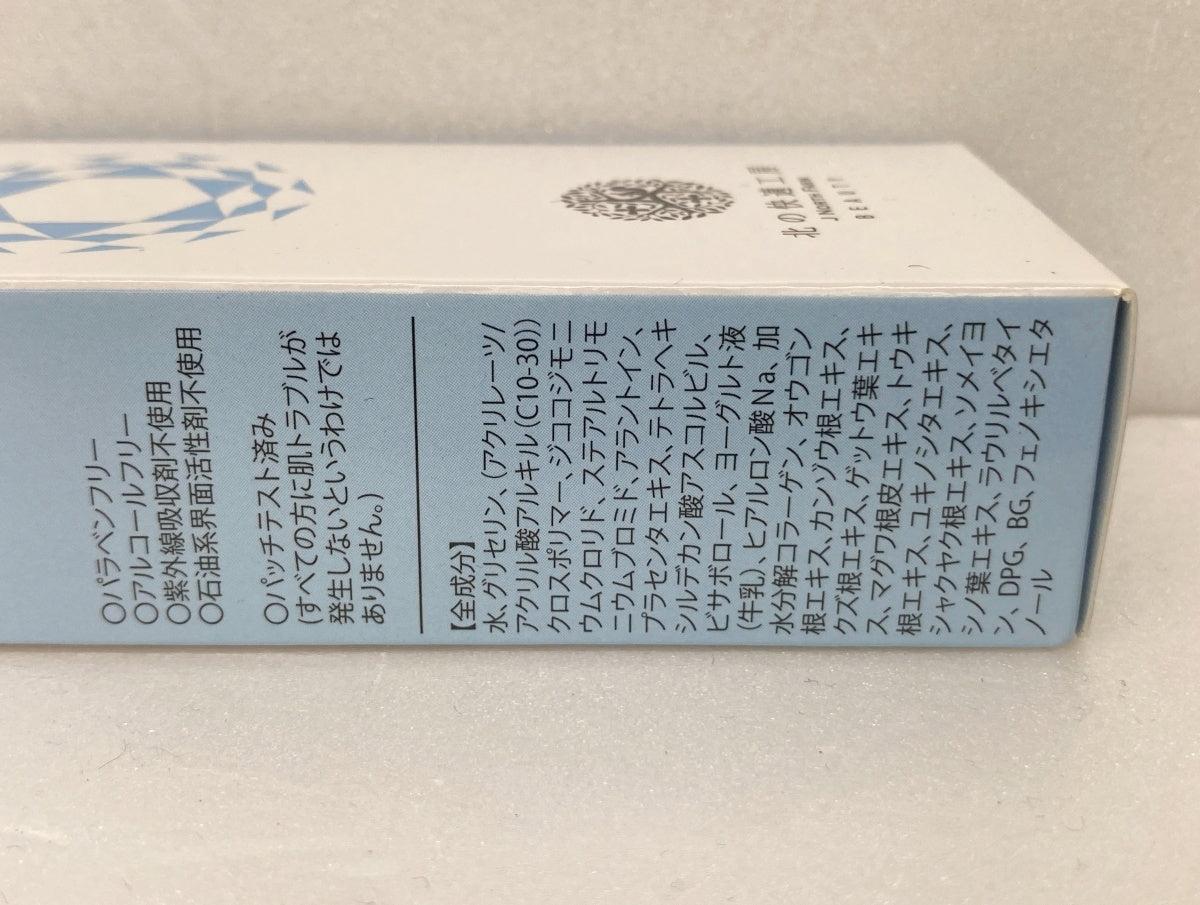 北の快適工房
J NORTH FARM
BEAUTY
○パラベンフリー
○アルコールフリー
○紫外線吸収剤不使用
○石油系界面活性剤不使用
○パッチテスト済み
(すべての方に肌トラブルが
発生しないというわけでは
ありません。)
【全成分】
水、グリセリン、(アクリレーツ/
アクリル酸アルキル(C10-30))
クロスポリマー、ジココジモニ
ウムクロリド、ステアルトリモ
ニウムブロミド、アラントイン、
プラセンタエキス、テトラヘキ
シルデカン酸アスコルビル、
ビサボロール、ヨーグルト液
(牛乳)、ヒアルロン酸Na、加
水分解コラーゲン、オウゴン
根エキス、カンゾウ根エキス、
クズ根エキス、ゲットウ葉エキ
ス、マグワ根皮エキス、トウキ
根エキス、ユキノシタエキス、
シャクヤク根エキス、ソメイヨ
シノ葉エキス、ラウリルベタイ
ン、DPG、BG、フェノキシエタ
ノール